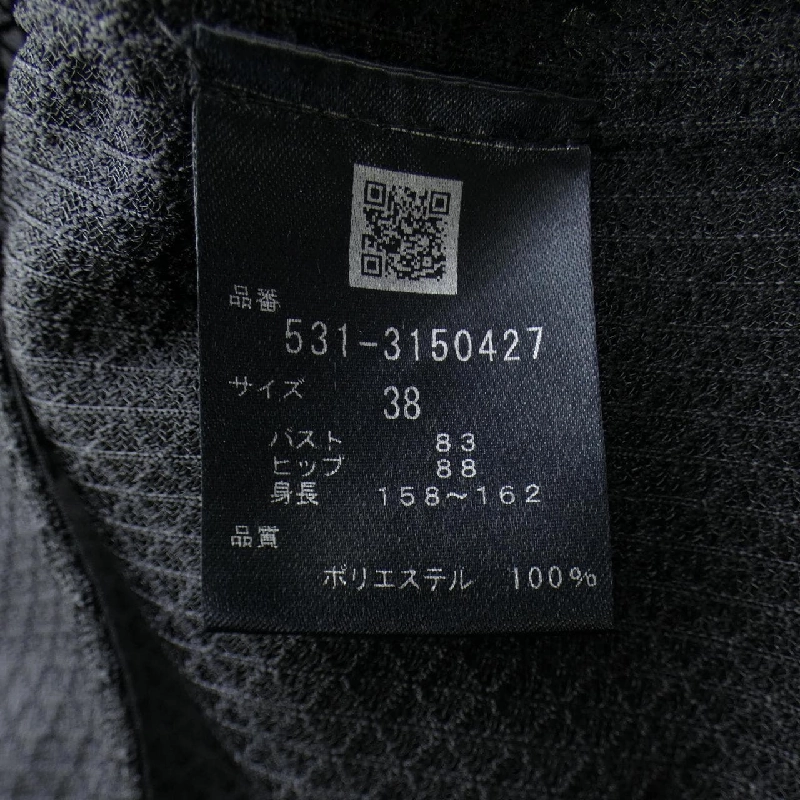 品番
531-3150427
サイズ 38
バスト 83
ヒップ 88
身長 158~162
品質
ポリエステル 100%